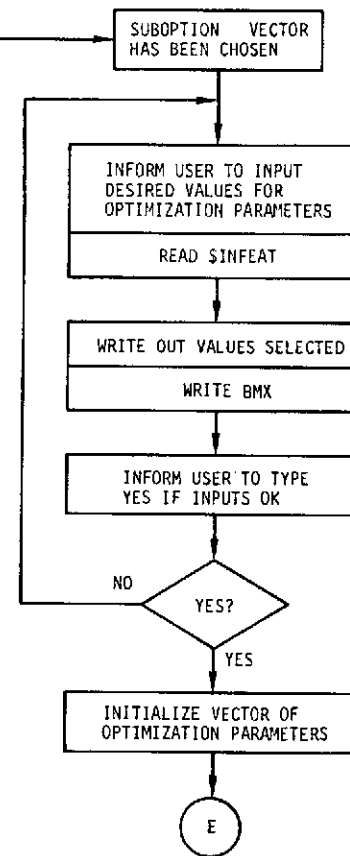 SUBOPTION VECTOR
HAS BEEN CHOSEN
INFORM USER TO INPUT
DESIRED VALUES FOR
OPTIMIZATION PARAMETERS
READ $INFEAT
WRITE OUT VALUES SELECTED
WRITE BMX
INFORM USER TO TYPE
YES IF INPUTS OK
NO
YES?
YES
INITIALIZE VECTOR OF
OPTIMIZATION PARAMETERS
E